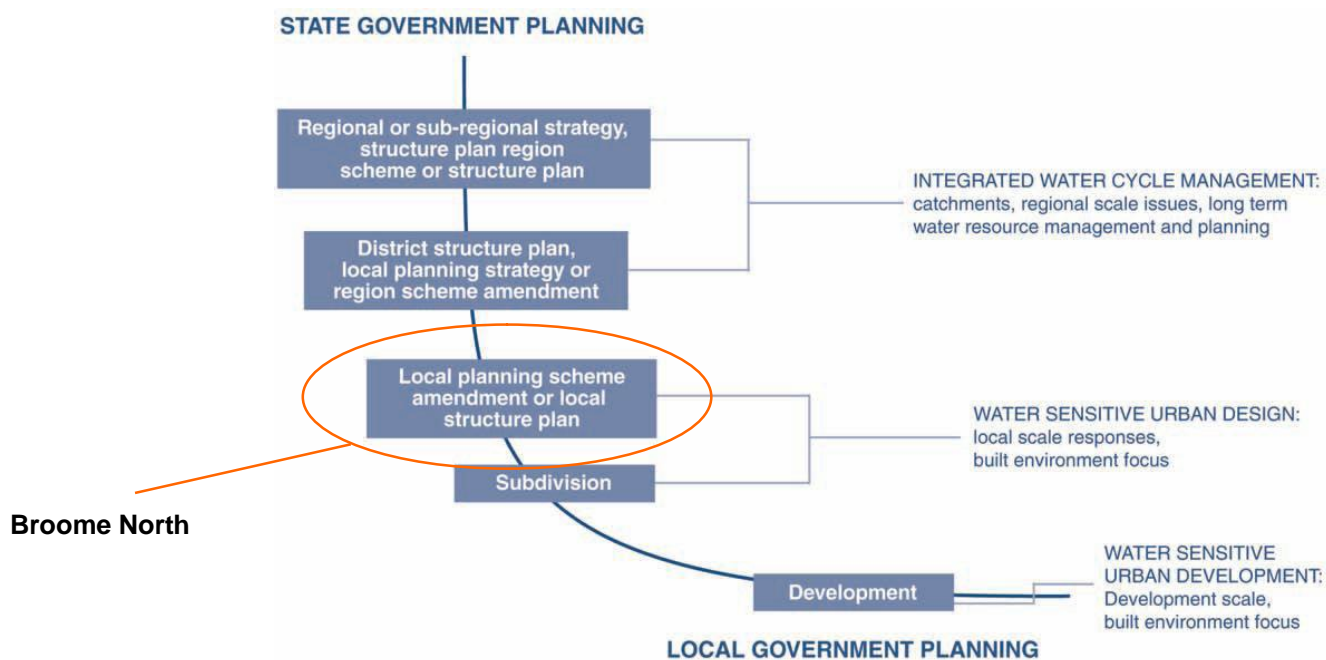 STATE GOVERNMENT PLANNING
Regional or sub-regional strategy,
structure plan region
scheme or structure plan
INTEGRATED WATER CYCLE MANAGEMENT:
catchments, regional scale issues, long term
water resource management and planning
District structure plan,
local planning strategy or
region scheme amendment
Local planning scheme
amendment or local
structure plan
WATER SENSITIVE URBAN DESIGN:
local scale responses,
built environment focus
Subdivision
Broome North
WATER SENSITIVE
URBAN DEVELOPMENT:
Development scale,
built environment focus
Development
LOCAL GOVERNMENT PLANNING